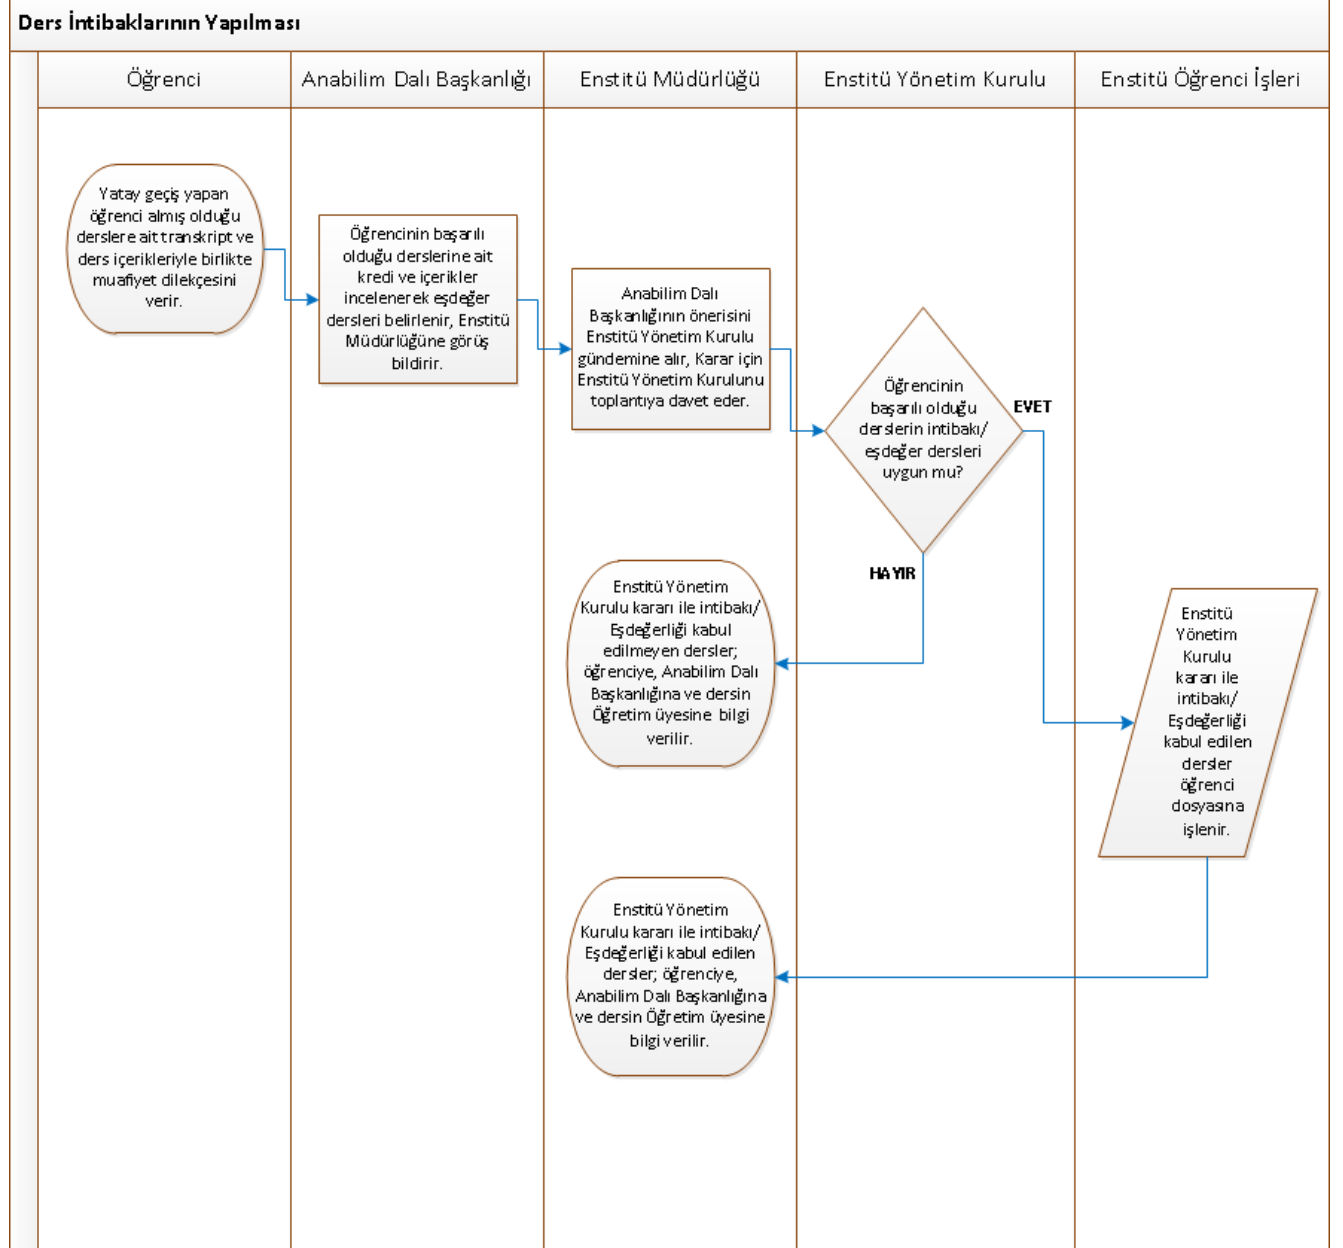 Ders İntibaklarının Yapılması
Öğrenci
Anabilim Dalı Başkanlığı
Enstitü Müdürlüğü
Enstitü Yönetim Kurulu
Enstitü Öğrenci İşleri
Yatay geçiş yapan
öğrenci almış olduğu
derslere ait transkript ve
ders içerikleriyle birlikte
muafiyet dilekçesini
verir.
Öğrencinin başarılı
olduğu derslerine ait
kredi ve içerikler
incelenerek eşdeğer
dersleri belirlenir, Enstitü
Müdürlüğüne görüş
bildirir.
Anabilim Dalı
Başkanlığının önerisini
Enstitü Yönetim Kurulu
gündemine alır, Karar için
Enstitü Yönetim Kurulunu
toplantıya davet eder.
Öğrencinin
başarılı olduğu
derslerin intibakı/
eşdeğer dersleri
uygun mu?
EVET
HAYIR
Enstitü Yönetim
Kurulu kararı ile intibakı/
Eşdeğerliği kabul
edilmeyen dersler;
öğrenciye, Anabilim Dalı
Başkanlığına ve dersin
Öğretim üyesine bilgi
verilir.
Enstitü
Yönetim
Kurulu
kararı ile
intibakı/
Eşdeğerliği
kabul edilen
dersler
öğrenci
dosyasına
işlenir.
Enstitü Yönetim
Kurulu kararı ile intibakı/
Eşdeğerliği kabul edilen
dersler; öğrenciye,
Anabilim Dalı Başkanlığına
ve dersin Öğretim üyesine
bilgi verilir.